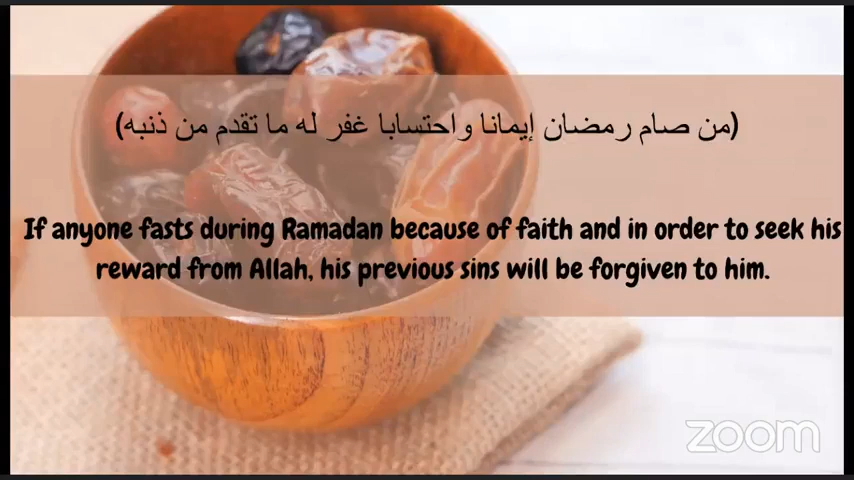 (من صام رمضان إيمانا واحتسابا غفر له ما تقدم من ذنبه)
If anyone fasts during Ramadan because of faith and in order to seek his
reward from Allah, his previous sins will be forgiven to him.
zoom